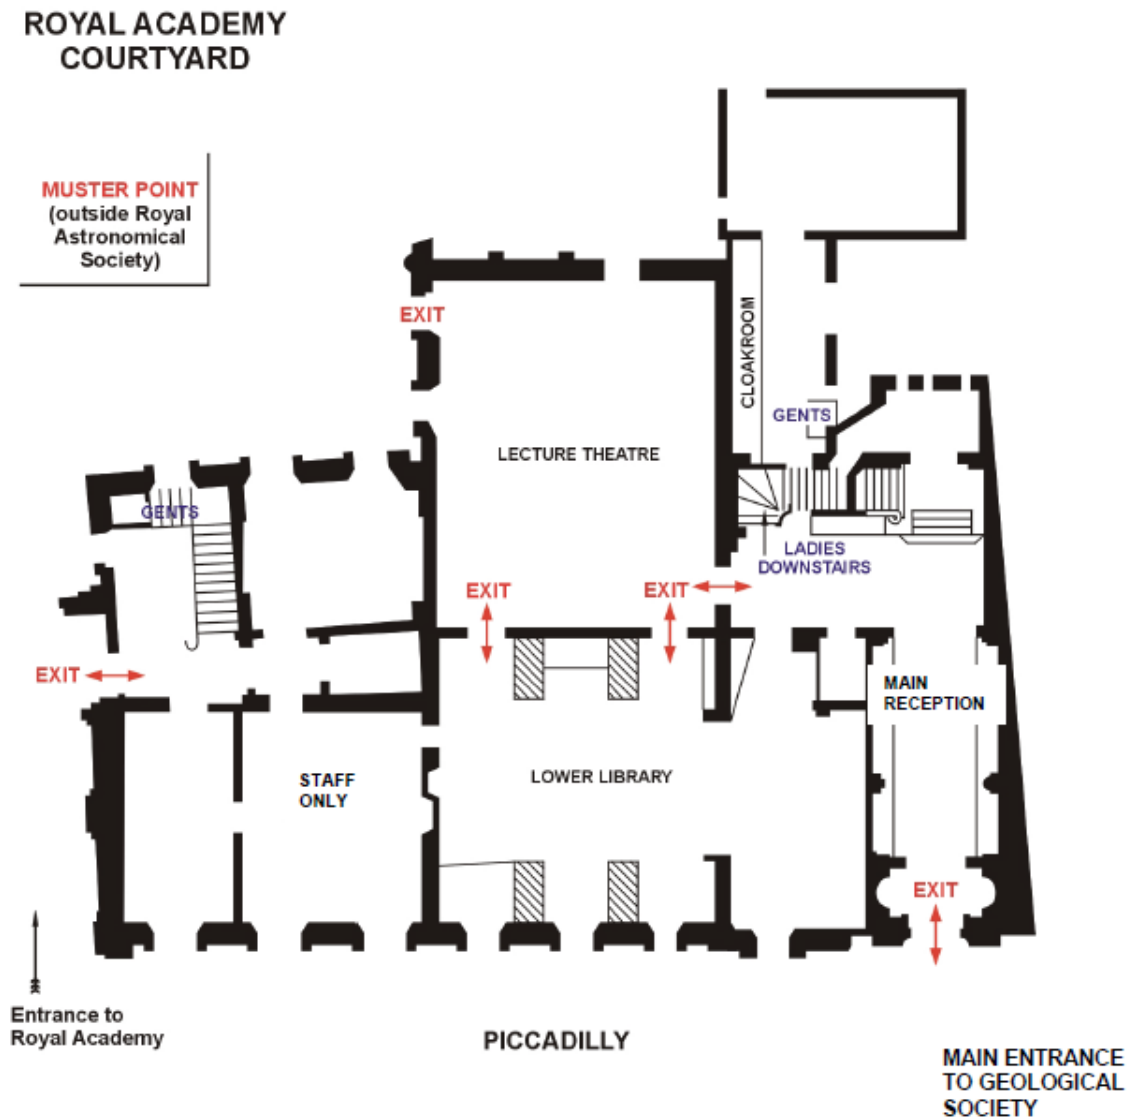 ROYAL ACADEMY
COURTYARD
MUSTER POINT
(outside Royal
Astronomical
Society)
EXIT
CLOAKROOM
GENTS
LECTURE THEATRE
GENTS
LADIES
DOWNSTAIRS
EXIT
EXIT
EXIT
MAIN
RECEPTION
STAFF
ONLY
LOWER LIBRARY
EXIT
Entrance to
Royal Academy
PICCADILLY
MAIN ENTRANCE
TO GEOLOGICAL
SOCIETY